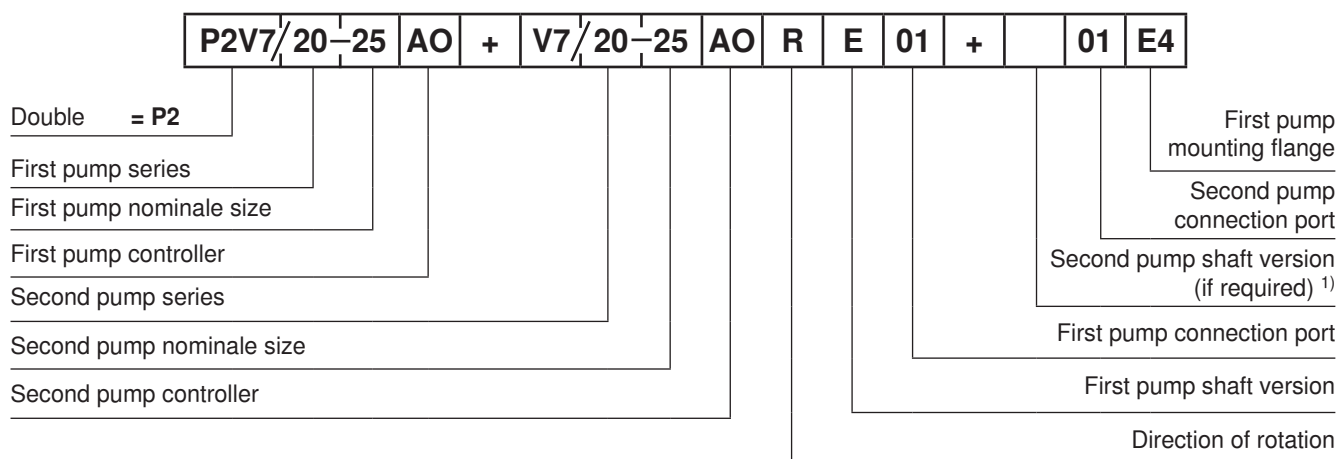 P2V7/20-25 AO + V7/20-25 AO R E 01 + 01 E4
Double = P2
First pump series
First pump nominale size
First pump controller
Second pump series
Second pump nominale size
Second pump controller
First pump
mounting flange
Second pump
connection port
Second pump shaft version
(if required) 1)
First pump connection port
First pump shaft version
Direction of rotation